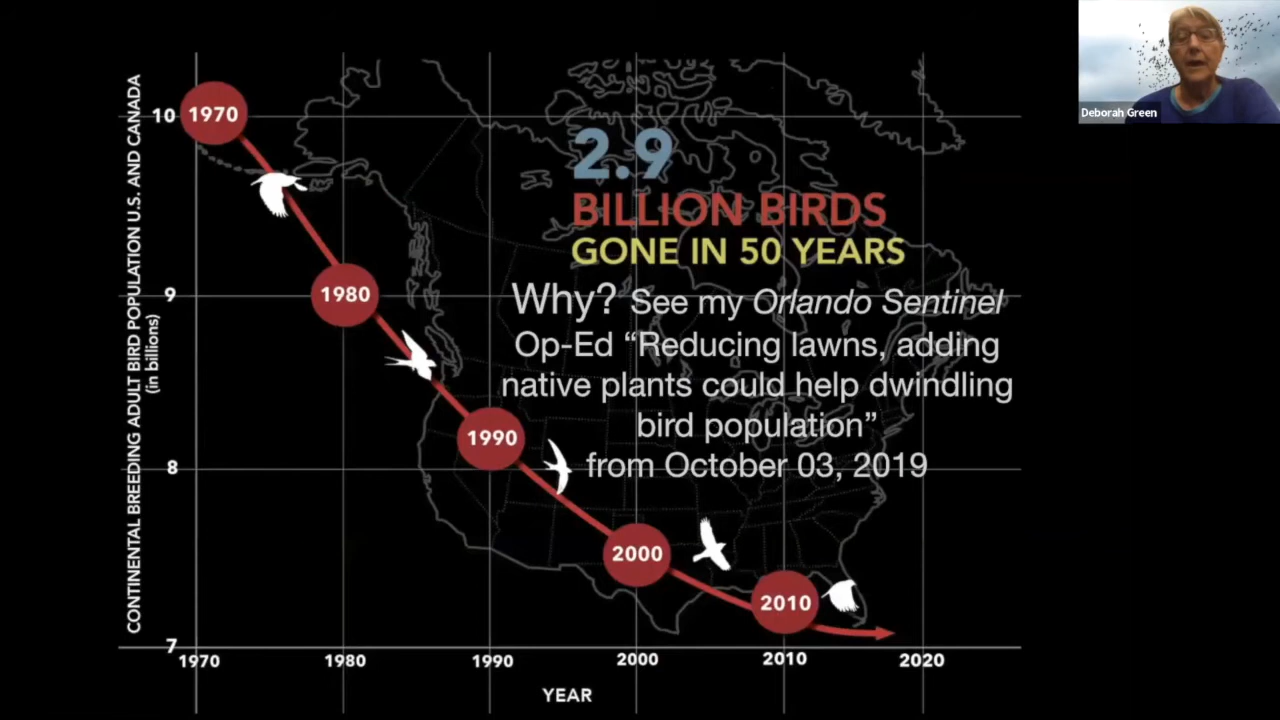 Deborah Green
CONTINENTAL BREEDING ADULT BIRD POPULATION U.S. AND CANADA
(in billions)
10
9
8
7
1970
1980
1990
2000
2010
2.9
BILLION BIRDS
GONE IN 50 YEARS
Why? See my Orlando Sentinel
Op-Ed “Reducing lawns, adding
native plants could help dwindling
bird population”
from October 03, 2019
1970 1980 1990 2000 2010 2020
YEAR